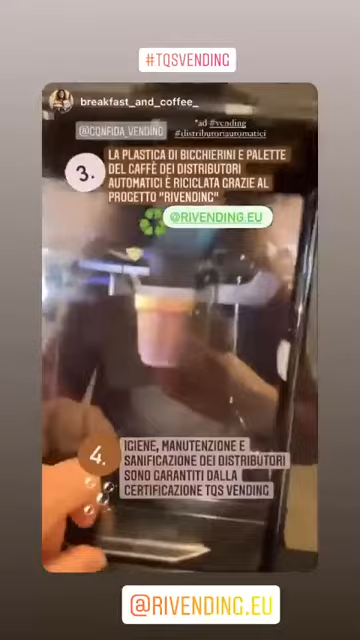 #TQSVENDING
breakfast_and_coffee_
@CONFIDA_VENDING
*ad #vending
#distributoriautomatici
3.
LA PLASTICA DI BICCHIERINI E PALETTE
DEL CAFFÈ DEI DISTRIBUTORI
AUTOMATICI È RICICLATA GRAZIE AL
PROGETTO "RIVENDING"
@RIVENDING.EU
4.
IGIENE, MANUTENZIONE E
SANIFICAZIONE DEI DISTRIBUTORI
SONO GARANTITI DALLA
CERTIFICAZIONE TQS VENDING
@RIVENDING.EU